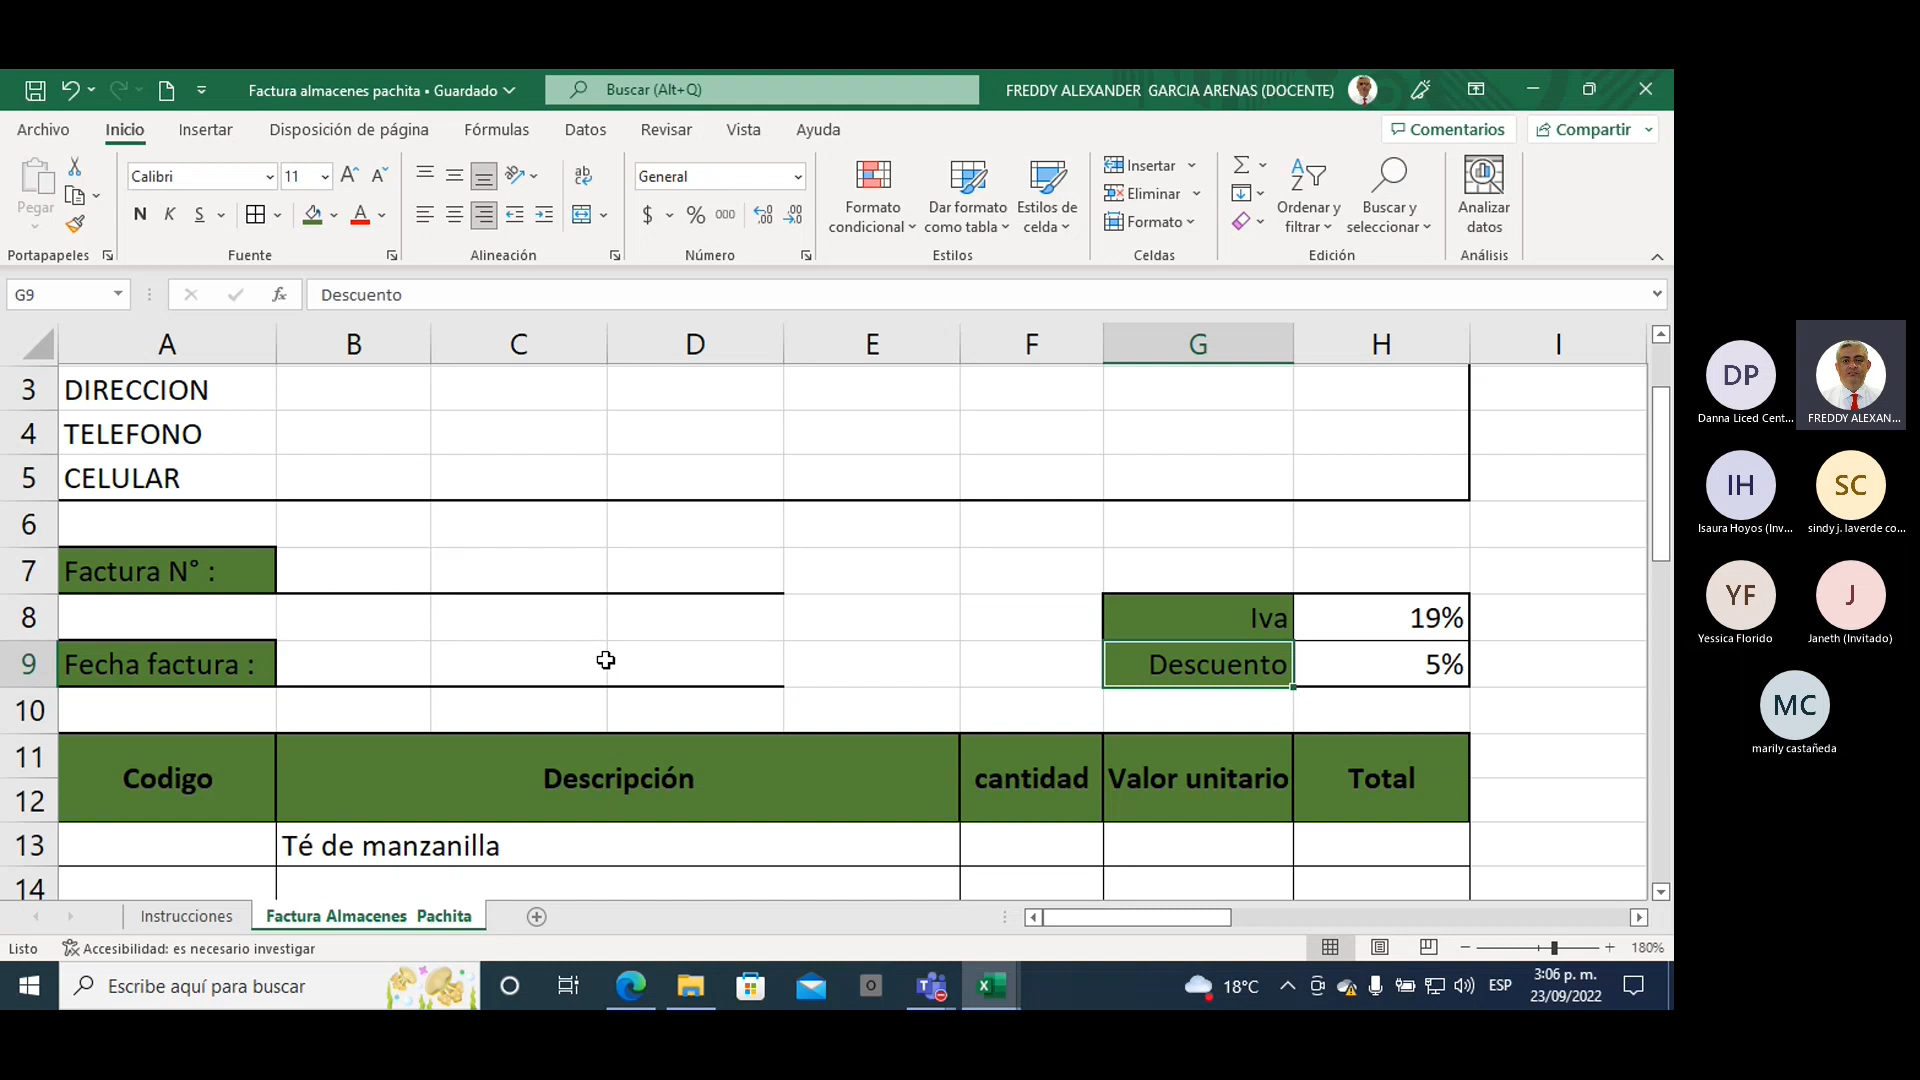 Factura almacenes pachita • Guardado
Buscar (Alt+Q)
FREDDY ALEXANDER GARCIA ARENAS (DOCENTE)
Archivo Inicio Insertar Disposición de página Fórmulas Datos Revisar Vista Ayuda
Comentarios Compartir
Pegar
Portapapeles
Calibri 11
N K S
Fuente
Alineación
General
$ % 000
Número
Formato condicional
Dar formato como tabla
Estilos de celda
Estilos
Insertar
Eliminar
Formato
Celdas
Ordenar y filtrar
Buscar y seleccionar
Edición
Analizar datos
Análisis
G9 fx Descuento
A B C D E F G H I
3 DIRECCION
4 TELEFONO
5 CELULAR
6
7 Factura N° :
8 Iva 19%
9 Fecha factura : Descuento 5%
10
11
12
Codigo Descripción cantidad Valor unitario Total
13 Té de manzanilla
14
Instrucciones Factura Almacenes Pachita
Listo Accesibilidad: es necesario investigar 180%
Escribe aquí para buscar
18°C ESP
3:06 p. m.
23/09/2022
DP
Danna Liced Cent...
FREDDY ALEXAN...
IH
Isaura Hoyos (Inv...
SC
sindy j. laverde co...
YF
Yessica Florido
J
Janeth (Invitado)
MC
marily castañeda